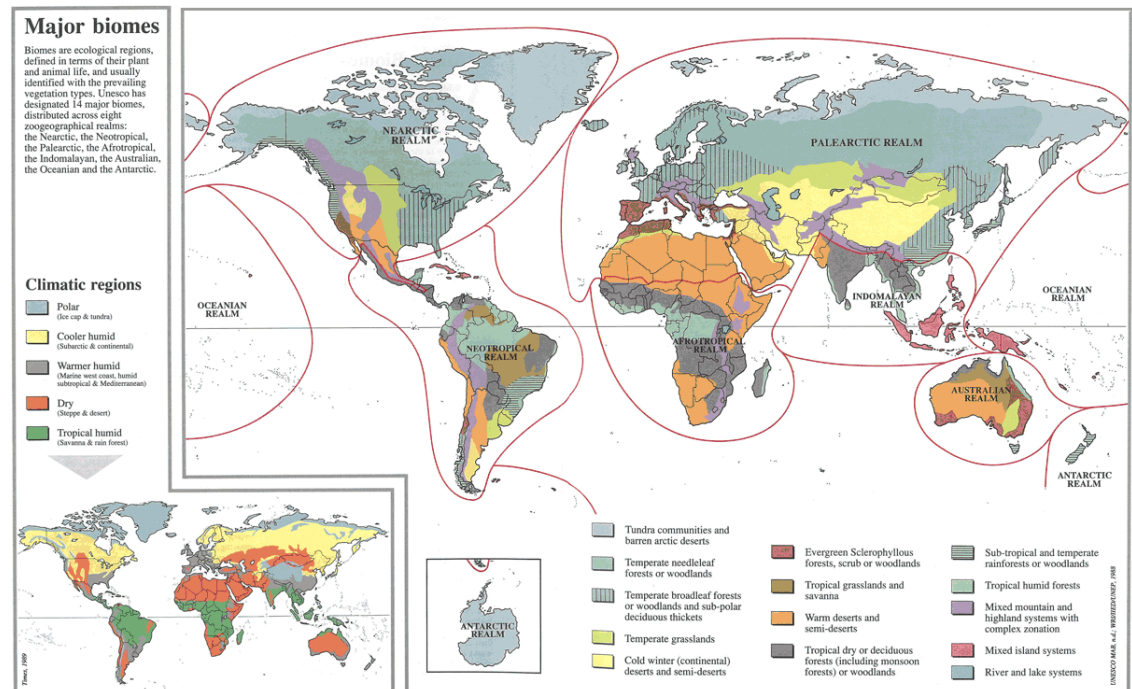 Major biomes
Biomes are ecological regions,
defined in terms of their plant
and animal life, and usually
identified with the prevailing
vegetation types. Unesco has
designated 14 major biomes,
distributed across eight
zoogeographical realms:
the Nearctic, the Neotropical,
the Palearctic, the Afrotropical,
the Indomalayan, the Australian,
the Oceanian and the Antarctic.
Climatic regions
Polar
(Ice cap & tundra)
Cooler humid
(Subarctic & continental)
Warmer humid
(Marine west coast, humid
subtropical & Mediterranean)
Dry
(Steppe & desert)
Tropical humid
(Savanna & rain forest)
Times, 1989
NEARCTIC
REALM
PALEARCTIC REALM
OCEANIAN
REALM
NEOTROPICAL
REALM
AFROTROPICAL
REALM
INDOMALAYAN
REALM
OCEANIAN
REALM
AUSTRALIAN
REALM
ANTARCTIC
REALM
ANTARCTIC
REALM
Tundra communities and
barren arctic deserts
Temperate needleleaf
forests or woodlands
Temperate broadleaf forests
or woodlands and sub-polar
deciduous thickets
Temperate grasslands
Cold winter (continental)
deserts and semi-deserts
Evergreen Sclerophyllous
forests, scrub or woodlands
Tropical grasslands and
savanna
Warm deserts and
semi-deserts
Tropical dry or deciduous
forests (including monsoon
forests) or woodlands
Sub-tropical and temperate
rainforests or woodlands
Tropical humid forests
Mixed mountain and
highland systems with
complex zonation
Mixed island systems
River and lake systems
UNESCO MAB, n.d.; WRI/IIED/UNEP, 1988